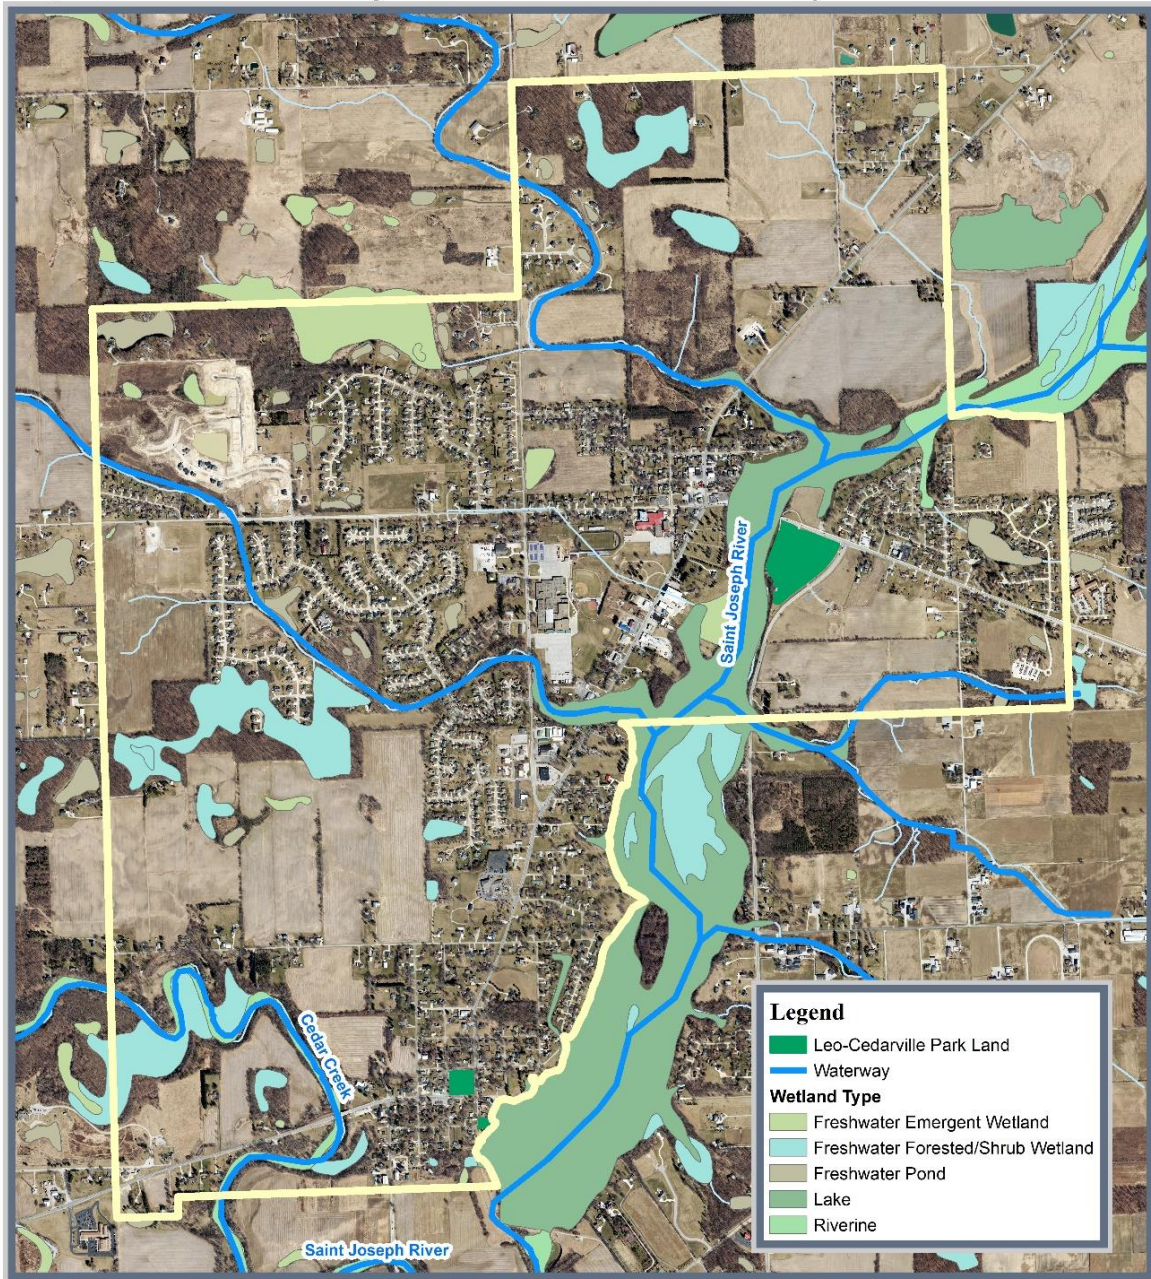 Saint Joseph River
Cedar Creek
Saint Joseph River
Legend
Leo-Cedarville Park Land
Waterway
Wetland Type
Freshwater Emergent Wetland
Freshwater Forested/Shrub Wetland
Freshwater Pond
Lake
Riverine